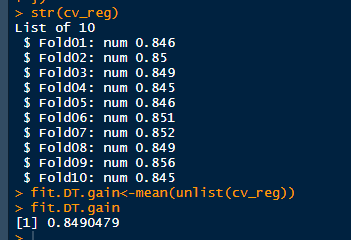 > str(cv_reg)
List of 10
 $ Fold01: num 0.846
 $ Fold02: num 0.85
 $ Fold03: num 0.849
 $ Fold04: num 0.845
 $ Fold05: num 0.846
 $ Fold06: num 0.851
 $ Fold07: num 0.852
 $ Fold08: num 0.849
 $ Fold09: num 0.856
 $ Fold10: num 0.845
> fit.DT.gain<-mean(unlist(cv_reg))
> fit.DT.gain
[1] 0.8490479
>